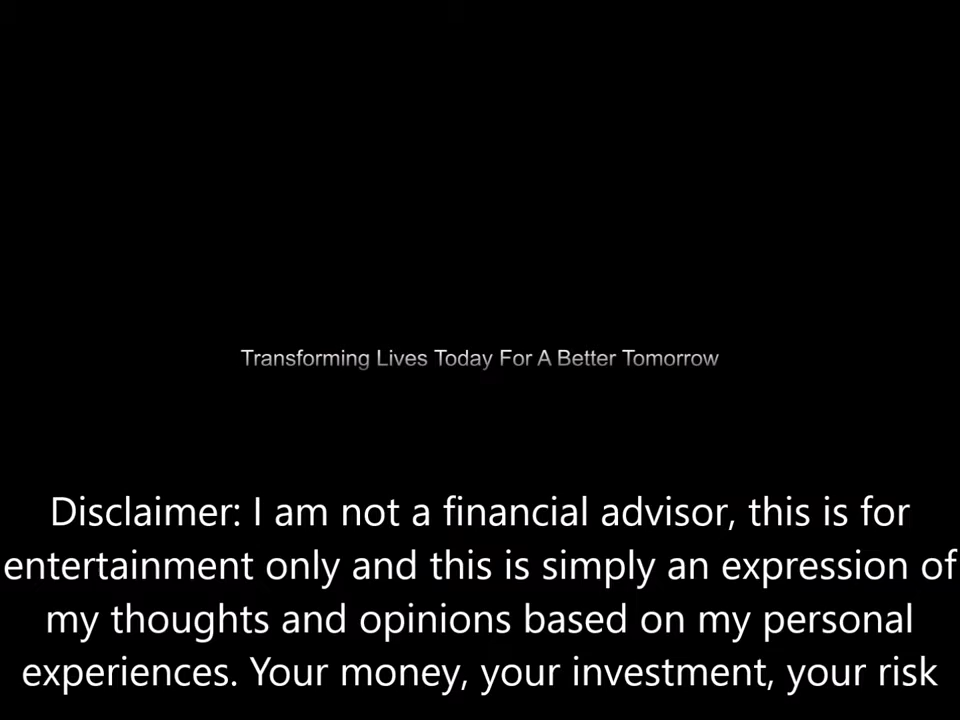 Transforming Lives Today For A Better Tomorrow
Disclaimer: I am not a financial advisor, this is for
entertainment only and this is simply an expression of
my thoughts and opinions based on my personal
experiences. Your money, your investment, your risk